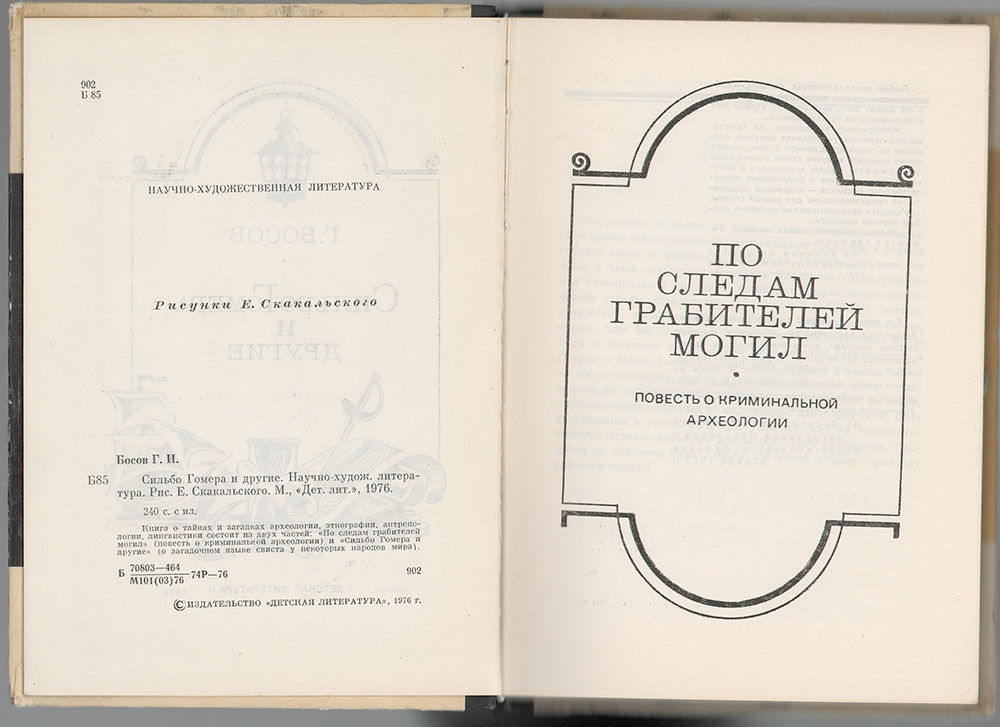 902
Б 85
НАУЧНО-ХУДОЖЕСТВЕННАЯ ЛИТЕРАТУРА
Рисунки Е. Скакальского
Босов Г. И.
Б85 Сильбо Гомера и другие. Научно-худож. литера-
тура. Рис. Е. Скакальского. М., «Дет. лит.», 1976.
240 с. с ил.
Книга о тайнах и загадках археологии, этнографии, антропо-
логии, лингвистики состоит из двух частей: «По следам грабителей
могил» (повесть о криминальной археологии) и «Сильбо Гомера и
другие» (о загадочном языке свиста у некоторых народов мира).
Б 70803—464
М101(03)76 74Р—76 902
© ИЗДАТЕЛЬСТВО «ДЕТСКАЯ ЛИТЕРАТУРА», 1976 г.
ПО
СЛЕДАМ
ГРАБИТЕЛЕЙ
МОГИЛ
•
ПОВЕСТЬ О КРИМИНАЛЬНОЙ
АРХЕОЛОГИИ